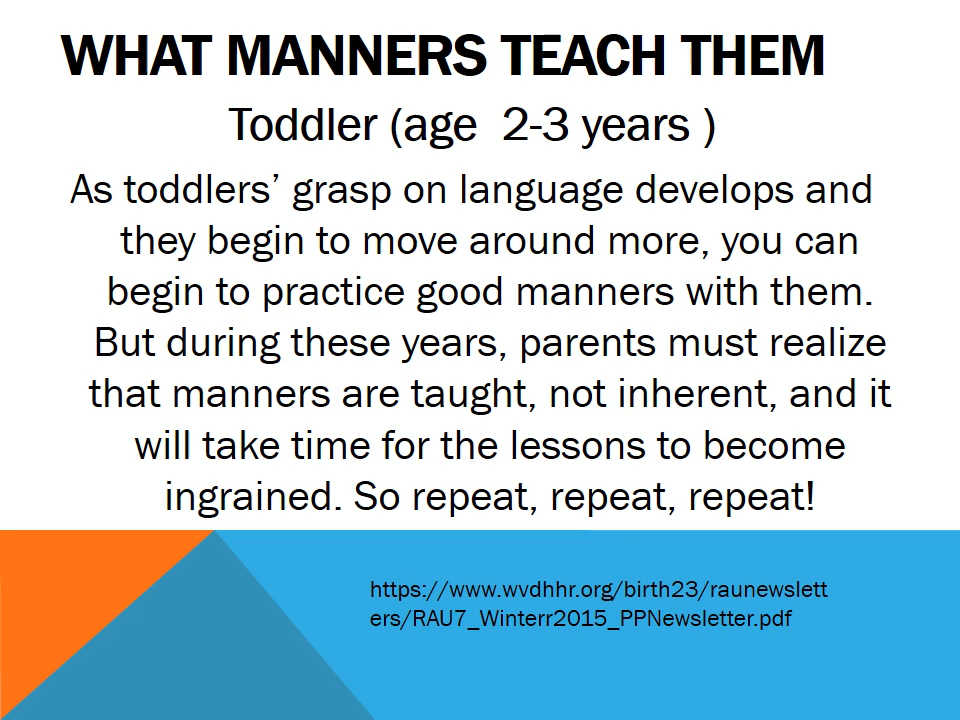 WHAT MANNERS TEACH THEM
Toddler (age  2-3 years )
As toddlers’ grasp on language develops and
they begin to move around more, you can
begin to practice good manners with them.
But during these years, parents must realize
that manners are taught, not inherent, and it
will take time for the lessons to become
ingrained. So repeat, repeat, repeat!
https://www.wvdhhr.org/birth23/raunewslett
ers/RAU7_Winterr2015_PPNewsletter.pdf